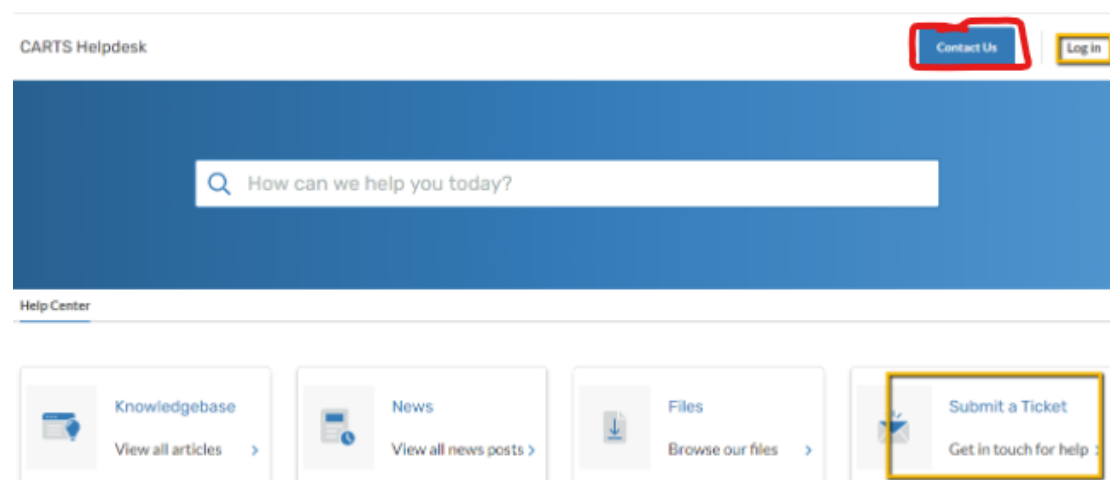 CARTS Helpdesk
Contact Us
Log in
How can we help you today?
Help Center
Knowledgebase
View all articles
News
View all news posts
Files
Browse our files
Submit a Ticket
Get in touch for help